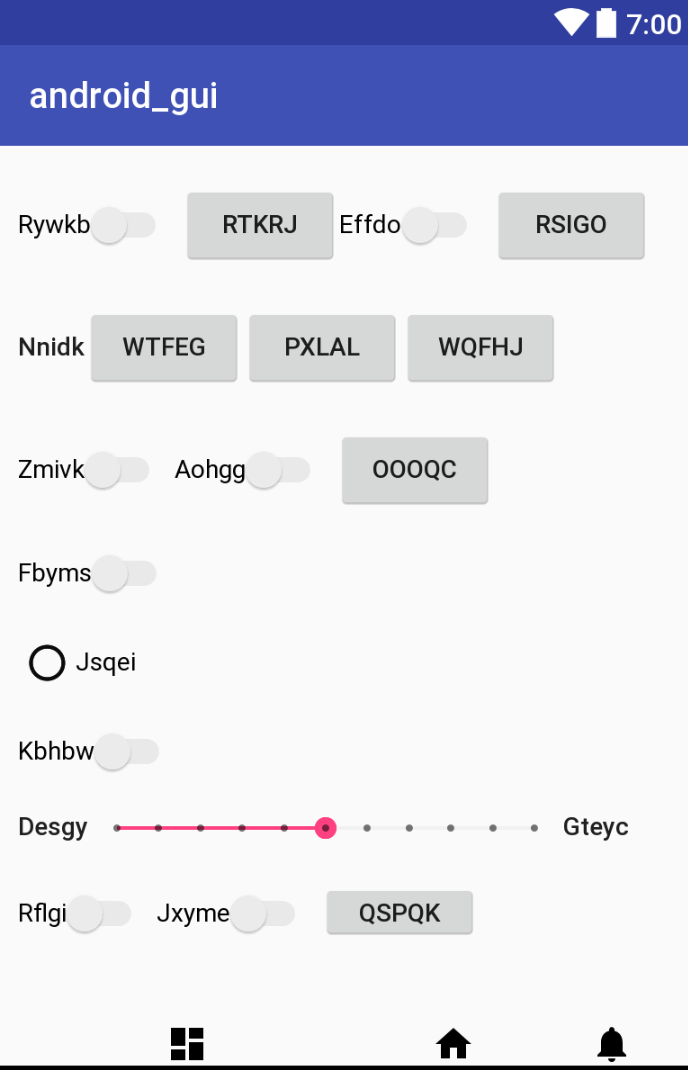 7:00
android_gui
Rywkb RTKRJ Effdo RSIGO
Nnidk WTFEG PXLAL WQFHJ
Zmivk Aohgg OOOQC
Fbyms
Jsqei
Kbhbw
Desgy Gteyc
Rflgi Jxyme QSPQK